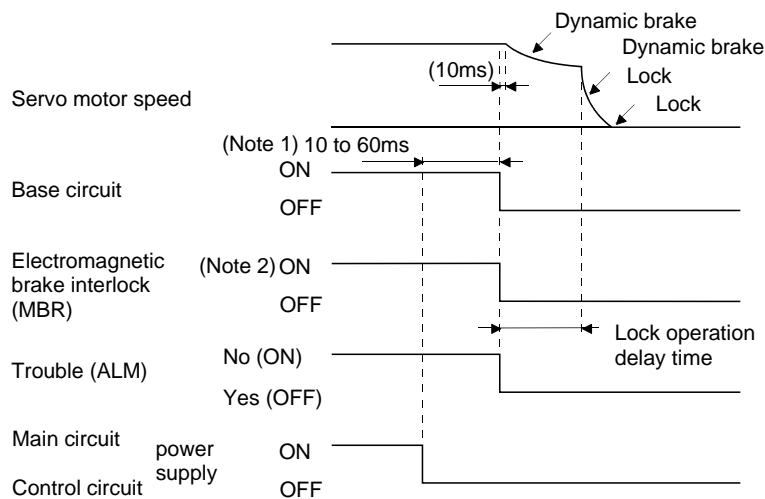 Dynamic brake
Dynamic brake
Lock
Lock
(10ms)
Servo motor speed
(Note 1) 10 to 60ms
ON
Base circuit
OFF
Electromagnetic
brake interlock
(MBR)
(Note 2) ON
OFF
Lock operation
delay time
No (ON)
Trouble (ALM)
Yes (OFF)
Main circuit
power
supply
ON
Control circuit
OFF